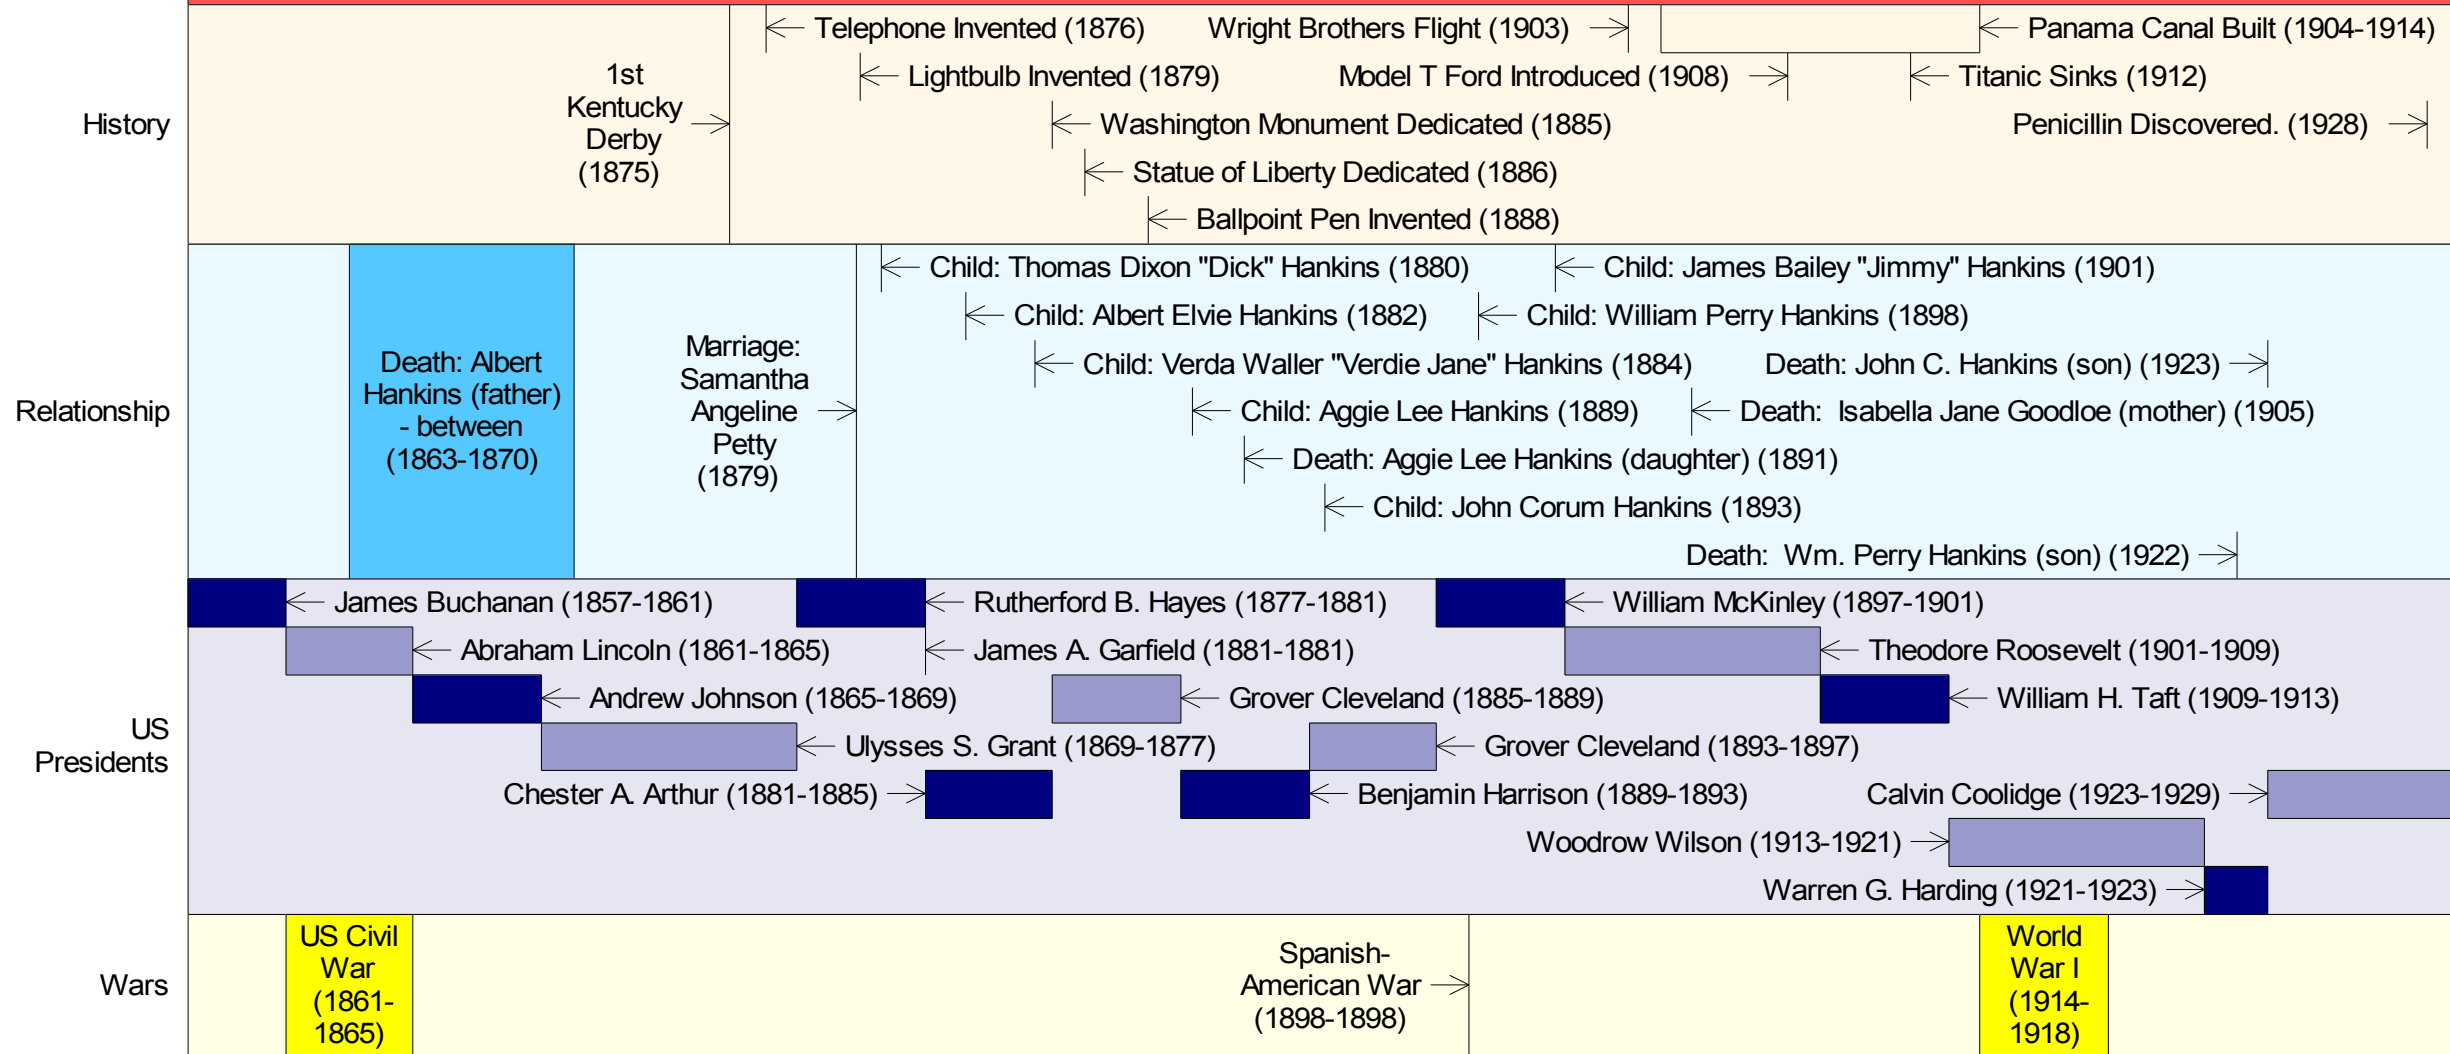 Telephone Invented (1876)
Wright Brothers Flight (1903)
Panama Canal Built (1904-1914)
1st
Kentucky
Derby
(1875)
Lightbulb Invented (1879)
Model T Ford Introduced (1908)
Titanic Sinks (1912)
History
Washington Monument Dedicated (1885)
Penicillin Discovered. (1928)
Statue of Liberty Dedicated (1886)
Ballpoint Pen Invented (1888)
Child: Thomas Dixon "Dick" Hankins (1880)
Child: James Bailey "Jimmy" Hankins (1901)
Child: Albert Elvie Hankins (1882)
Child: William Perry Hankins (1898)
Relationship
Death: Albert
Hankins (father)
- between
(1863-1870)
Marriage:
Samantha
Angeline
Petty
(1879)
Child: Verda Waller "Verdie Jane" Hankins (1884)
Death: John C. Hankins (son) (1923)
Child: Aggie Lee Hankins (1889)
Death:  Isabella Jane Goodloe (mother) (1905)
Death: Aggie Lee Hankins (daughter) (1891)
Child: John Corum Hankins (1893)
Death:  Wm. Perry Hankins (son) (1922)
James Buchanan (1857-1861)
Rutherford B. Hayes (1877-1881)
William McKinley (1897-1901)
Abraham Lincoln (1861-1865)
James A. Garfield (1881-1881)
Theodore Roosevelt (1901-1909)
Andrew Johnson (1865-1869)
Grover Cleveland (1885-1889)
William H. Taft (1909-1913)
US
Presidents
Ulysses S. Grant (1869-1877)
Grover Cleveland (1893-1897)
Chester A. Arthur (1881-1885)
Benjamin Harrison (1889-1893)
Calvin Coolidge (1923-1929)
Woodrow Wilson (1913-1921)
Warren G. Harding (1921-1923)
Wars
US Civil
War
(1861-
1865)
Spanish-
American War
(1898-1898)
World
War I
(1914-
1918)